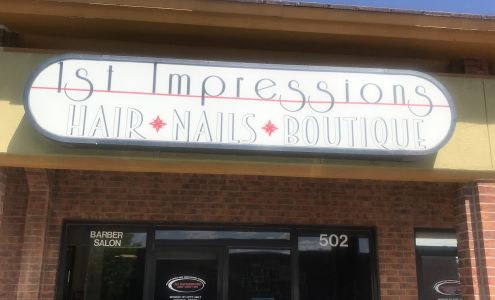 1st Impressions
HAIR NAILS BOUTIQUE
BARBER
SALON
502